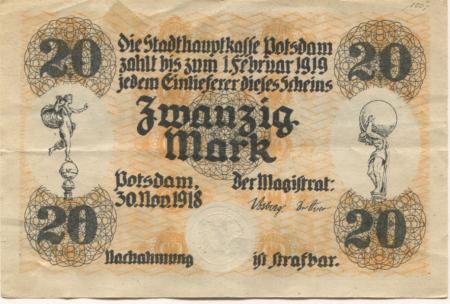 20
20
Die Stadthauptkasse Potsdam
zahlt bis zum 1. Februar 1919
jedem Einlieferer dieses Scheins
Zwanzig
Mark
Potsdam,
Der Magistrat:
30. Nov. 1918
20
20
Nachahmung
ist strafbar.